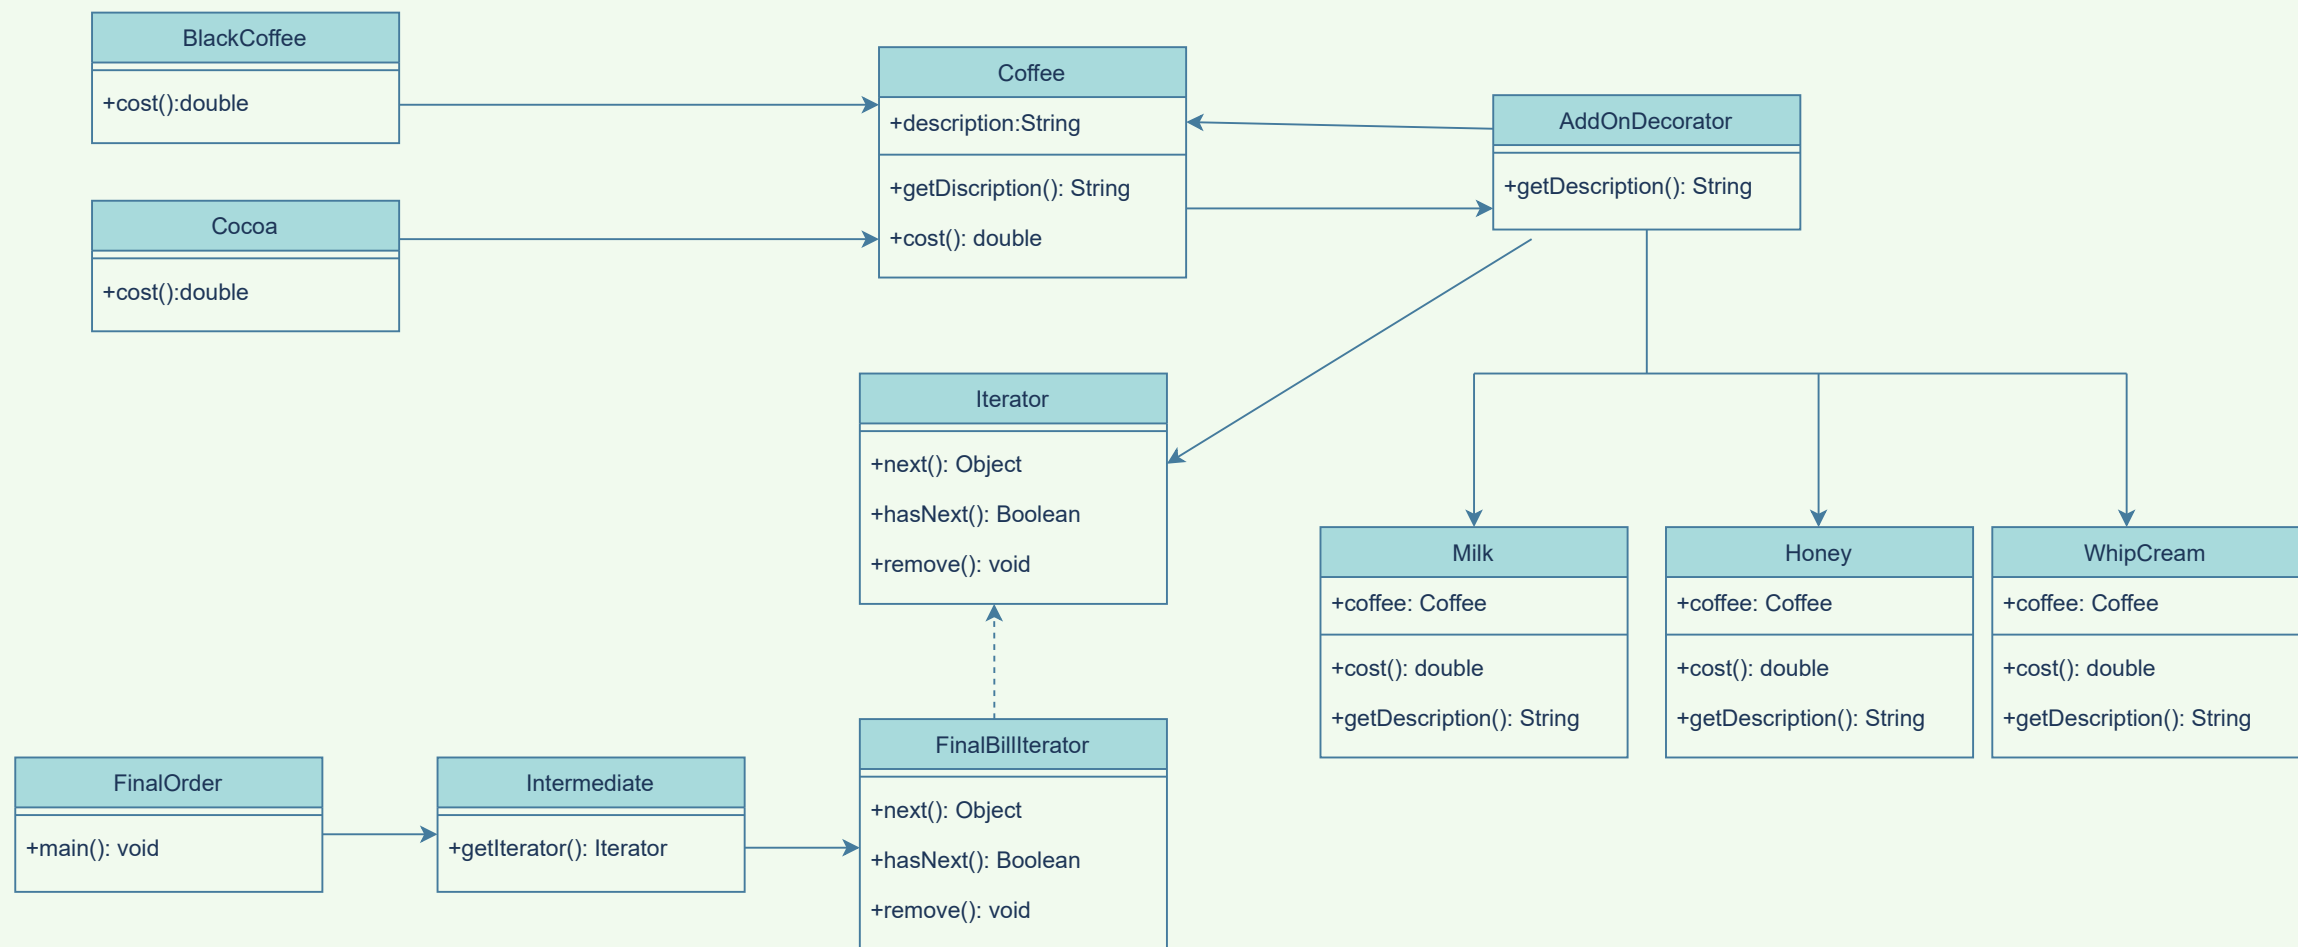 BlackCoffee
+cost():double
Cocoa
+cost():double
Coffee
+description:String
+getDiscription(): String
+cost(): double
AddOnDecorator
+getDescription(): String
Iterator
+next(): Object
+hasNext(): Boolean
+remove(): void
Milk
+coffee: Coffee
+cost(): double
+getDescription(): String
Honey
+coffee: Coffee
+cost(): double
+getDescription(): String
WhipCream
+coffee: Coffee
+cost(): double
+getDescription(): String
FinalOrder
+main(): void
Intermediate
+getIterator(): Iterator
FinalBillIterator
+next(): Object
+hasNext(): Boolean
+remove(): void